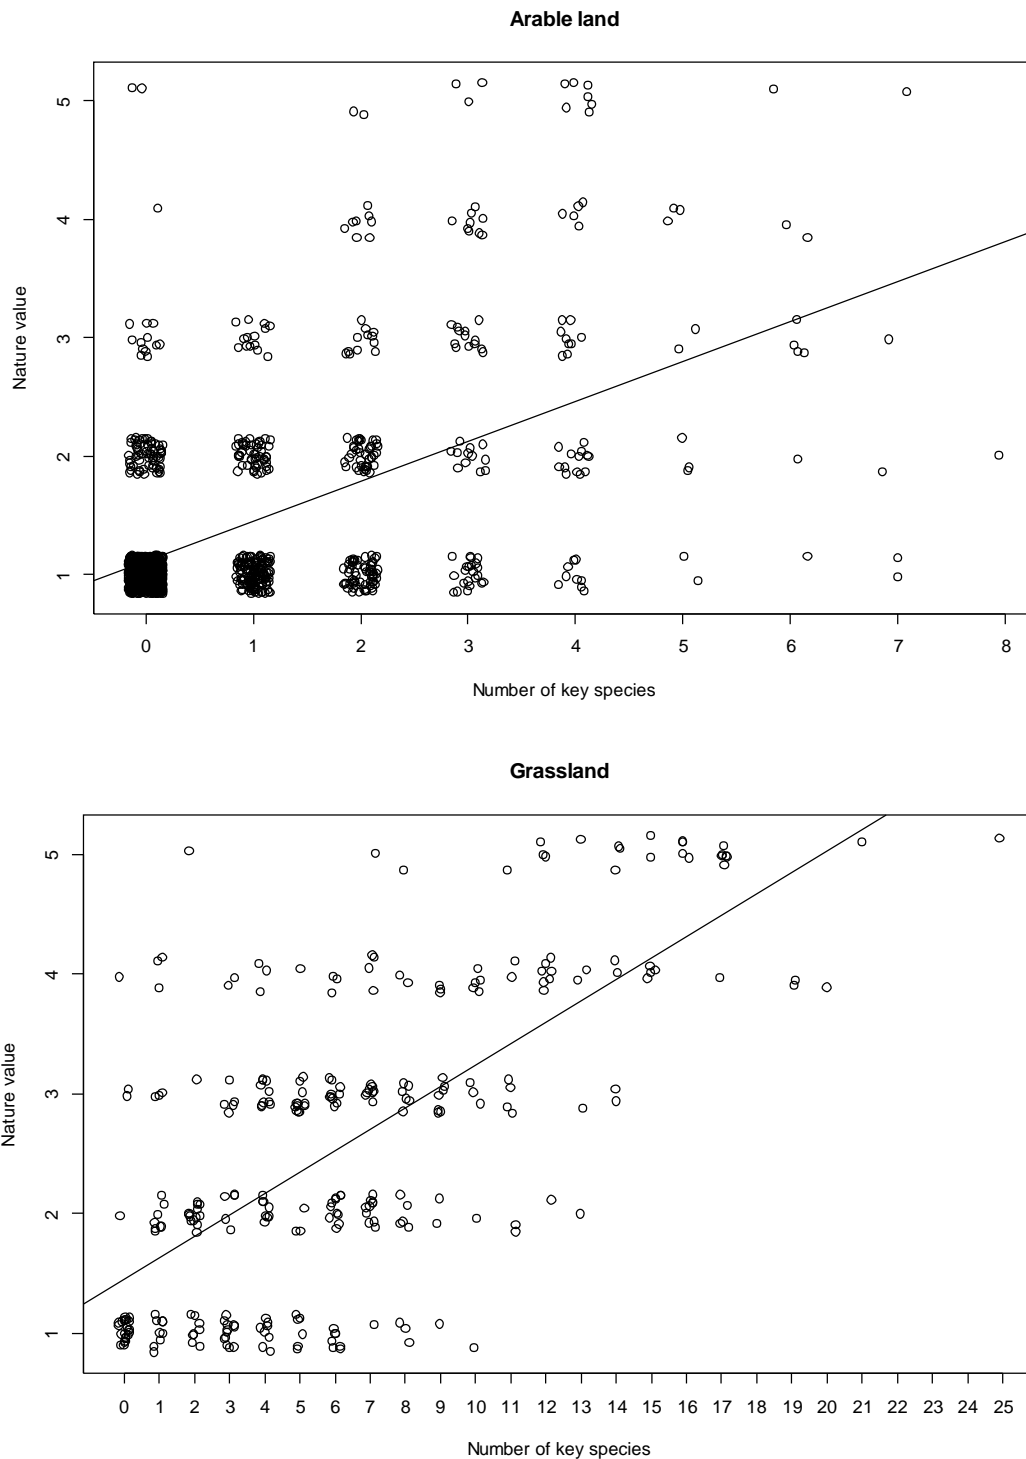 Arable land
5
4
3
2
1
Nature value
0 1 2 3 4 5 6 7 8
Number of key species
Grassland
5
4
3
2
1
Nature value
0 1 2 3 4 5 6 7 8 9 10 11 12 13 14 15 16 17 18 19 20 21 22 23 24 25
Number of key species